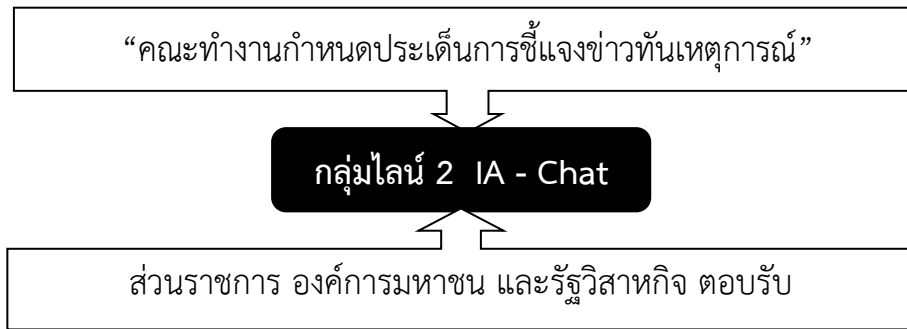 “คณะทำงานกำหนดประเด็นการชี้แจงข่าวทันเหตุการณ์”
กลุ่มไลน์ 2 IA - Chat
ส่วนราชการ องค์การมหาชน และรัฐวิสาหกิจ ตอบรับ